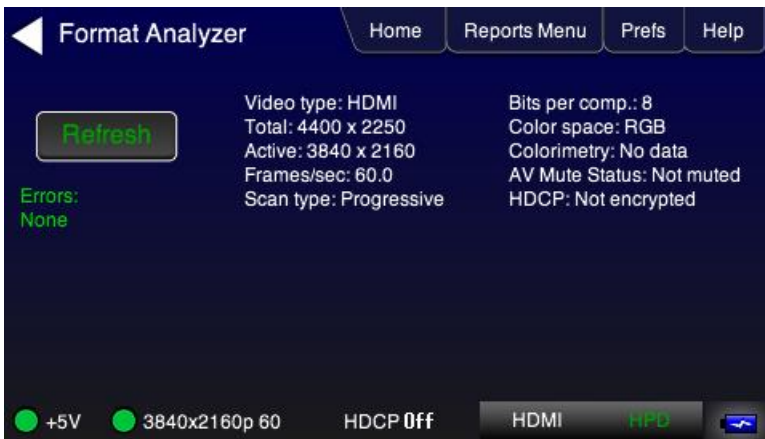 Format Analyzer Home Reports Menu Prefs Help
Refresh
Errors:
None
Video type: HDMI
Total: 4400 x 2250
Active: 3840 x 2160
Frames/sec: 60.0
Scan type: Progressive
Bits per comp.: 8
Color space: RGB
Colorimetry: No data
AV Mute Status: Not muted
HDCP: Not encrypted
+5V 3840x2160p 60 HDCP Off HDMI HPD